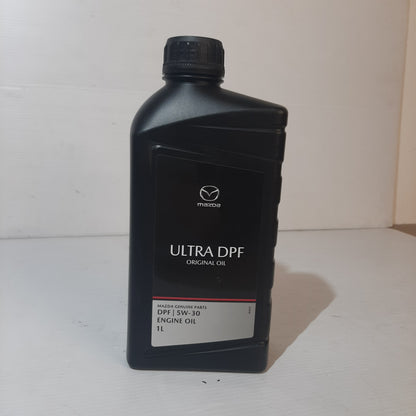 mazda
ULTRA DPF
ORIGINAL OIL
MAZDA GENUINE PARTS
DPF | 5W-30
ENGINE OIL
1L